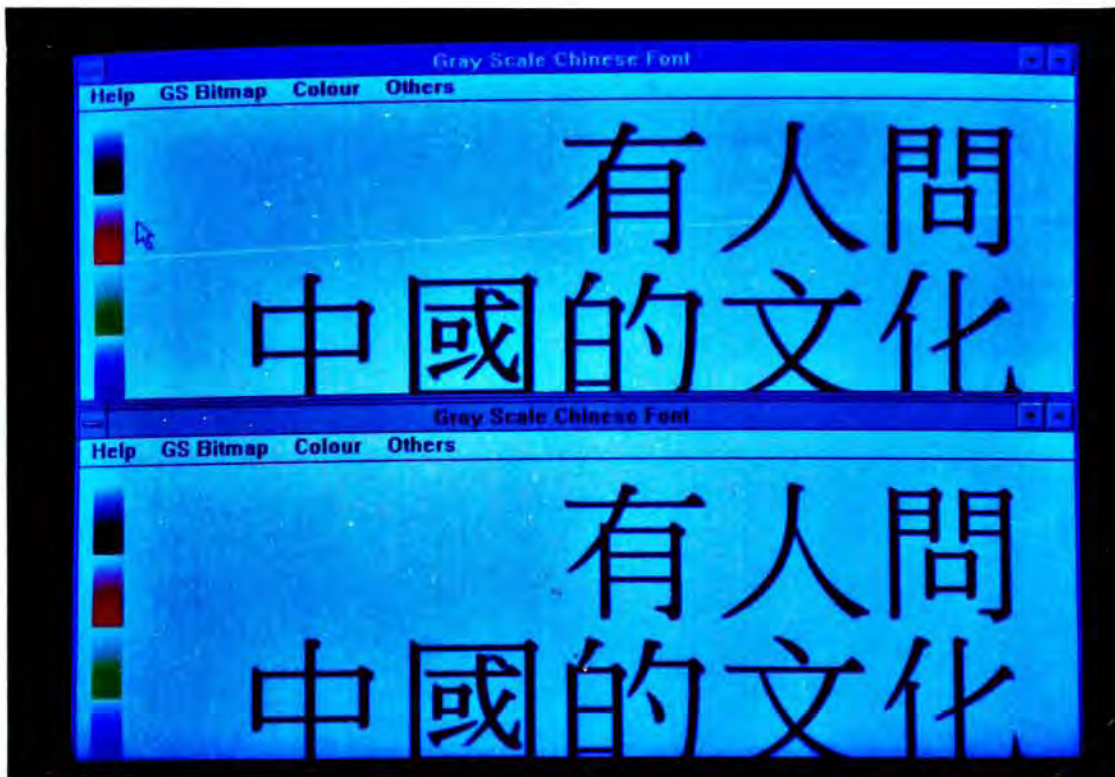 Gray Scale Chinese Font
Help GS Bitmap Colour Others
有人問
中國的文化
Gray Scale Chinese Font
Help GS Bitmap Colour Others
有人問
中國的文化